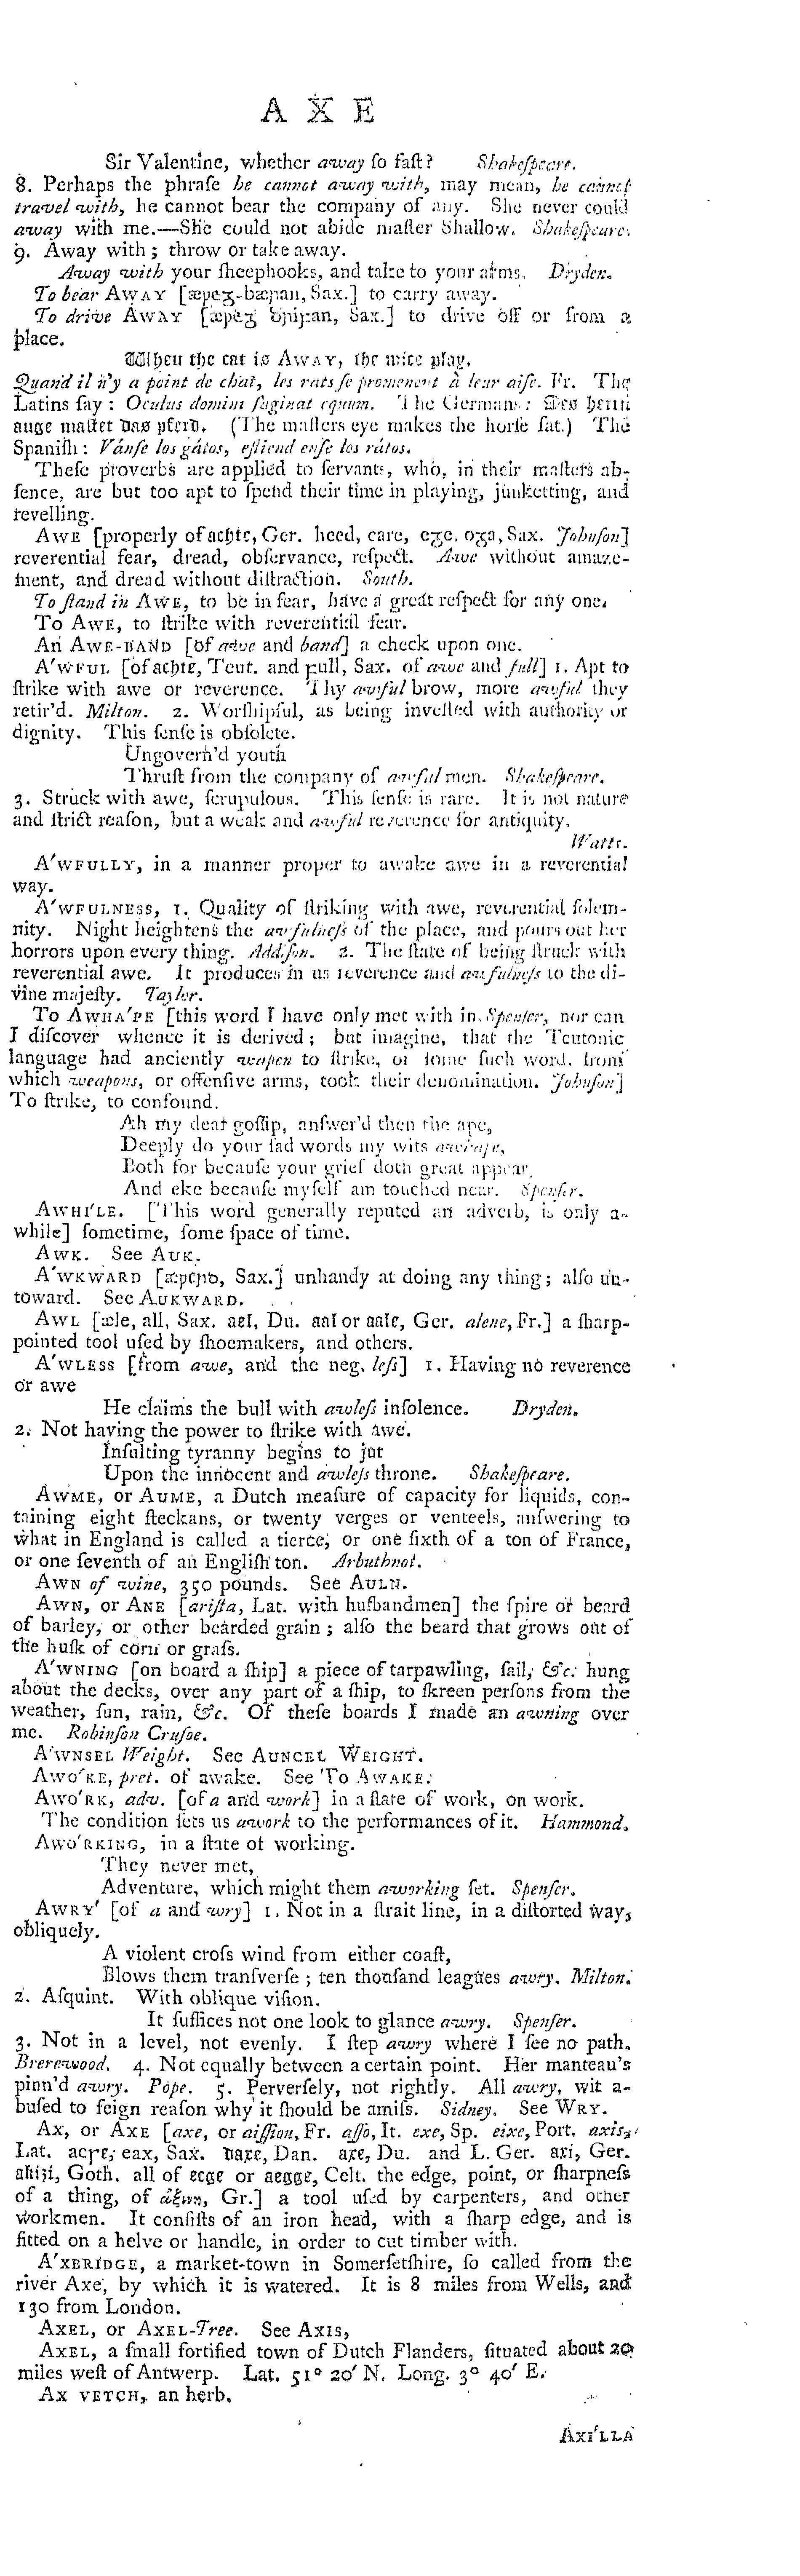 A X E
Sir Valentine, whether away ſo faſt? Shakeſpeare.
8. Perhaps the phraſe he cannot away with, may mean, he cannot
travel with, he cannot bear the company of any. She never could
away with me.—She could not abide maſter Shallow. Shakeſpeare.
9. Away with; throw or take away.
Away with your ſheephooks, and take to your arms. Dryden.
To bear AWAY [æpeʒ-bæpan, Sax.] to carry away.
To drive AWAY [æpeʒ ꝺꞃiꝼan, Sax.] to drive off or from a
place.
When the cat is AWAY, the mice play.
Quand il n'y a point de chat, les rats ſe promenent à leur aiſe. Fr. The
Latins ſay: Oculus domini ſaginat equum. The Germans: Des herrn
auge maſtet das pferd. (The maſters eye makes the horſe fat.) The
Spaniſh: Vánſe los gátos, eſtiend enſe los rátos.
Theſe proverbs are applied to ſervants, who, in their maſters ab-
ſence, are but too apt to ſpend their time in playing, junketting, and
revelling.
AWE [properly of achte, Ger. heed, care, eʒe. oʒa, Sax. Johnſon]
reverential fear, dread, obſervance, reſpect. Awe without amaze-
ment, and dread without diſtraction. South.
To ſtand in AWE, to be in fear, have a great reſpect for any one.
To AWE, to ſtrike with reverential fear.
An AWE-BAND [of awe and band] a check upon one.
A'WFUL [of achte, Teut. and ꝼull, Sax. of awe and full] 1. Apt to
ſtrike with awe or reverence. Thy awful brow, more awful they
retir'd. Milton. 2. Worſhipful, as being inveſted with authority or
dignity. This ſenſe is obſolete.
Ungovern'd youth
Thruſt from the company of awful men. Shakeſpeare.
3. Struck with awe, ſcrupulous. This ſenſe is rare. It is not nature
and ſtrict reaſon, but a weak and awful reverence for antiquity.
Watts.
A'WFULLY, in a manner proper to awake awe in a reverential
way.
A'WFULNESS, 1. Quality of ſtriking with awe, reverential ſolem-
nity. Night heightens the awfulneſs of the place, and pours out her
horrors upon every thing. Addiſon. 2. The ſtate of being ſtruck with
reverential awe. It produces in us reverence and awfulneſs to the di-
vine majeſty. Taylor.
To AWHA'PE [this word I have only met with in Spenſer, nor can
I diſcover whence it is derived; but imagine, that the Teutonic
language had anciently weapen to ſtrike, or ſome ſuch word. from
which weapons, or offenſive arms, took their denomination. Johnſon]
To ſtrike, to confound.
Ah my dear goſſip, anſwer'd then the ape,
Deeply do your ſad words my wits awhape,
Both for becauſe your grief doth great appear,
And eke becauſe myſelf am touched near. Spenſer.
AWHI'LE. [This word generally reputed an adverb, is only a-
while] ſometime, ſome ſpace of time.
AWK. See AUK.
A'WKWARD [æpeꞃꝺ, Sax.] unhandy at doing any thing; alſo un-
toward. See AUKWARD.
AWL [æle, all, Sax. ael, Du. aal or aale, Ger. alene, Fr.] a ſharp-
pointed tool uſed by ſhoemakers, and others.
A'WLESS [from awe, and the neg. leſs] 1. Having no reverence
or awe
He claims the bull with awleſs inſolence. Dryden.
2. Not having the power to ſtrike with awe.
Inſulting tyranny begins to jut
Upon the innocent and awleſs throne. Shakeſpeare.
AWME, or AUME, a Dutch meaſure of capacity for liquids, con-
taining eight ſteckans, or twenty verges or venteels, anſwering to
what in England is called a tierce, or one ſixth of a ton of France,
or one ſeventh of an Engliſh ton. Arbuthnot.
AWN of wine, 350 pounds. See AULN.
AWN, or ANE [ariſta, Lat. with huſbandmen] the ſpire or beard
of barley, or other bearded grain; alſo the beard that grows out of
the huſk of corn or graſs.
A'WNING [on board a ſhip] a piece of tarpawling, ſail, &c. hung
about the decks, over any part of a ſhip, to ſkreen perſons from the
weather, ſun, rain, &c. Of theſe boards I made an awning over
me. Robinſon Cruſoe.
A'WNSEL Weight. See AUNCEL WEIGHT.
AWO'KE, pret. of awake. See To AWAKE.
AWO'RK, adv. [of a and work] in a ſtate of work, on work.
The condition ſets us awork to the performances of it. Hammond.
AWO'RKING, in a ſtate of working.
They never met,
Adventure, which might them aworking ſet. Spenſer.
AWRY' [of a and wry] 1. Not in a ſtrait line, in a diſtorted way,
obliquely.
A violent croſs wind from either coaſt,
Blows them tranſverſe; ten thouſand leagues awry. Milton.
2. Aſquint. With oblique viſion.
It ſuffices not one look to glance awry. Spenſer.
3. Not in a level, not evenly. I ſtep awry where I ſee no path.
Brerewood. 4. Not equally between a certain point. Her manteau's
pinn'd awry. Pope. 5. Perverſely, not rightly. All awry, wit a-
buſed to feign reaſon why it ſhould be amiſs. Sidney. See WRY.
AX, or AXE [axe, or aiſſiou, Fr. aſſo, It. exe, Sp. eixe, Port. axis,
Lat. acꞅe, eax, Sax. daxe, Dan. axe, Du. and L. Ger. axi, Ger.
akizi, Goth. all of ecge or aegge, Celt. the edge, point, or ſharpneſs
of a thing, of ἀξινη, Gr.] a tool uſed by carpenters, and other
workmen. It conſiſts of an iron head, with a ſharp edge, and is
fitted on a helve or handle, in order to cut timber with.
A'XBRIDGE, a market-town in Somerſetſhire, ſo called from the
river Axe, by which it is watered. It is 8 miles from Wells, and
130 from London.
AXEL, or AXEL-Tree. See AXIS,
AXEL, a ſmall fortified town of Dutch Flanders, ſituated about 20
miles weſt of Antwerp. Lat. 51° 20' N. Long. 3° 40' E.
AX VETCH, an herb.
AXI'LLA